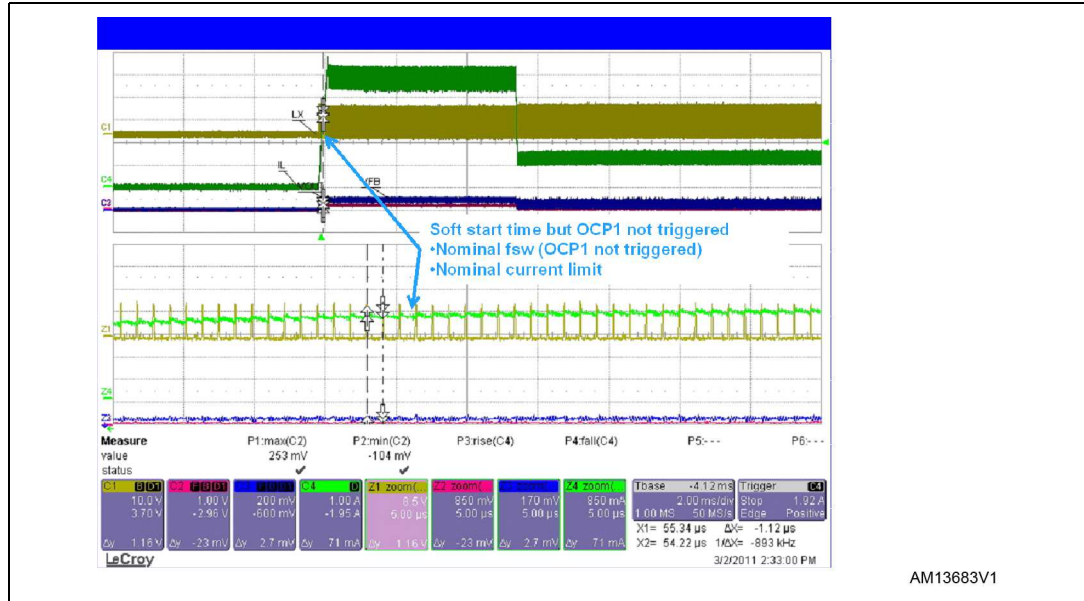 LX
C1
IL
C4
VFB
C3
Soft start time but OCP1 not triggered
•Nominal fsw (OCP1 not triggered)
•Nominal current limit
Z1
Z4
Z3
Measure P1:max(C2) P2:min(C2) P3:rise(C4) P4:fall(C4) P5:- - - P6:- - -
value 253 mV -104 mV
status
C1 C2 C4 D Z1 zoom(... zoom( zoom( Z4 zoom( Tbase -4.12 ms Trigger C4
10.0 V 1.00 V 200 mV 1.00 A 8.5 V 850 mV 170 mV 850 mA 2.00 ms/div Stop 1.92 A
3.70 V -2.96 V -600 mV -1.95 A 5.00 µs 5.00 µs 5.00 µs 5.00 µs 1.00 MS 50 MS/s Edge Positive
Δy 1.16 V Δy -23 mV Δy 2.7 mV Δy 71 mA Δy 1.16 V Δy -23 mV Δy 2.7 mV Δy 71 mA
X1= 55.34 µs ΔX= -1.12 µs
X2= 54.22 µs 1/ΔX= -893 kHz
LeCroy 3/2/2011 2:33:00 PM
AM13683V1